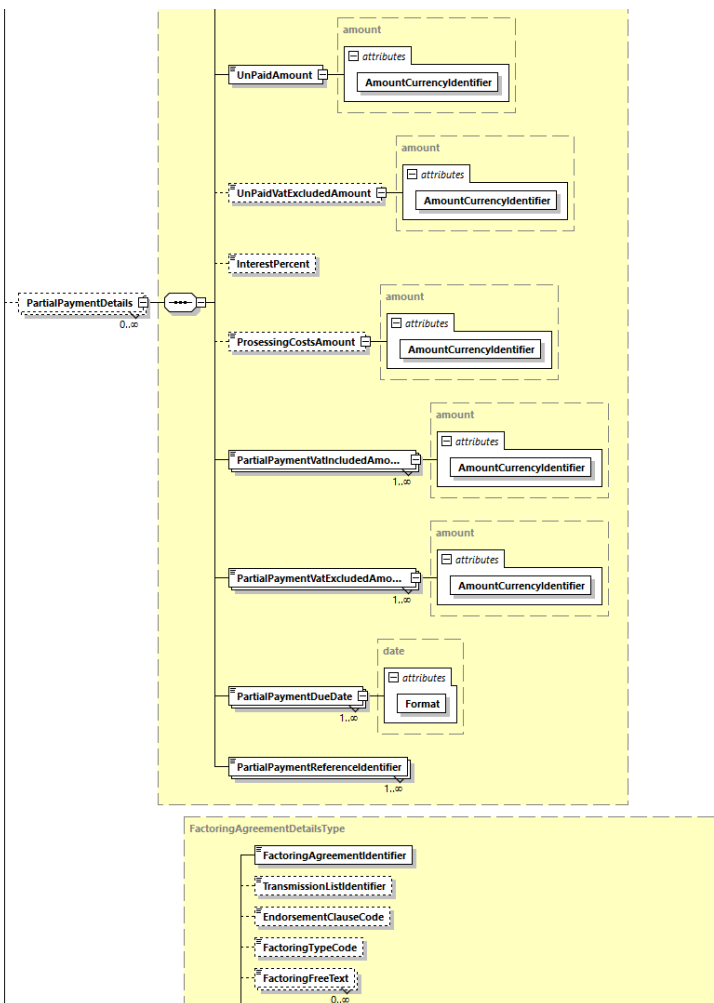 amount
attributes
UnPaidAmount
AmountCurrencyIdentifier
amount
attributes
UnPaidVatExcludedAmount
AmountCurrencyIdentifier
InterestPercent
amount
PartialPaymentDetails
0..∞
attributes
ProsessingCostsAmount
AmountCurrencyIdentifier
amount
attributes
PartialPaymentVatIncludedAmo...
AmountCurrencyIdentifier
1..∞
amount
attributes
PartialPaymentVatExcludedAmo...
AmountCurrencyIdentifier
1..∞
date
attributes
PartialPaymentDueDate
Format
1..∞
PartialPaymentReferenceIdentifier
1..∞
FactoringAgreementDetailsType
FactoringAgreementIdentifier
TransmissionListIdentifier
EndorsementClauseCode
FactoringTypeCode
FactoringFreeText
0..∞